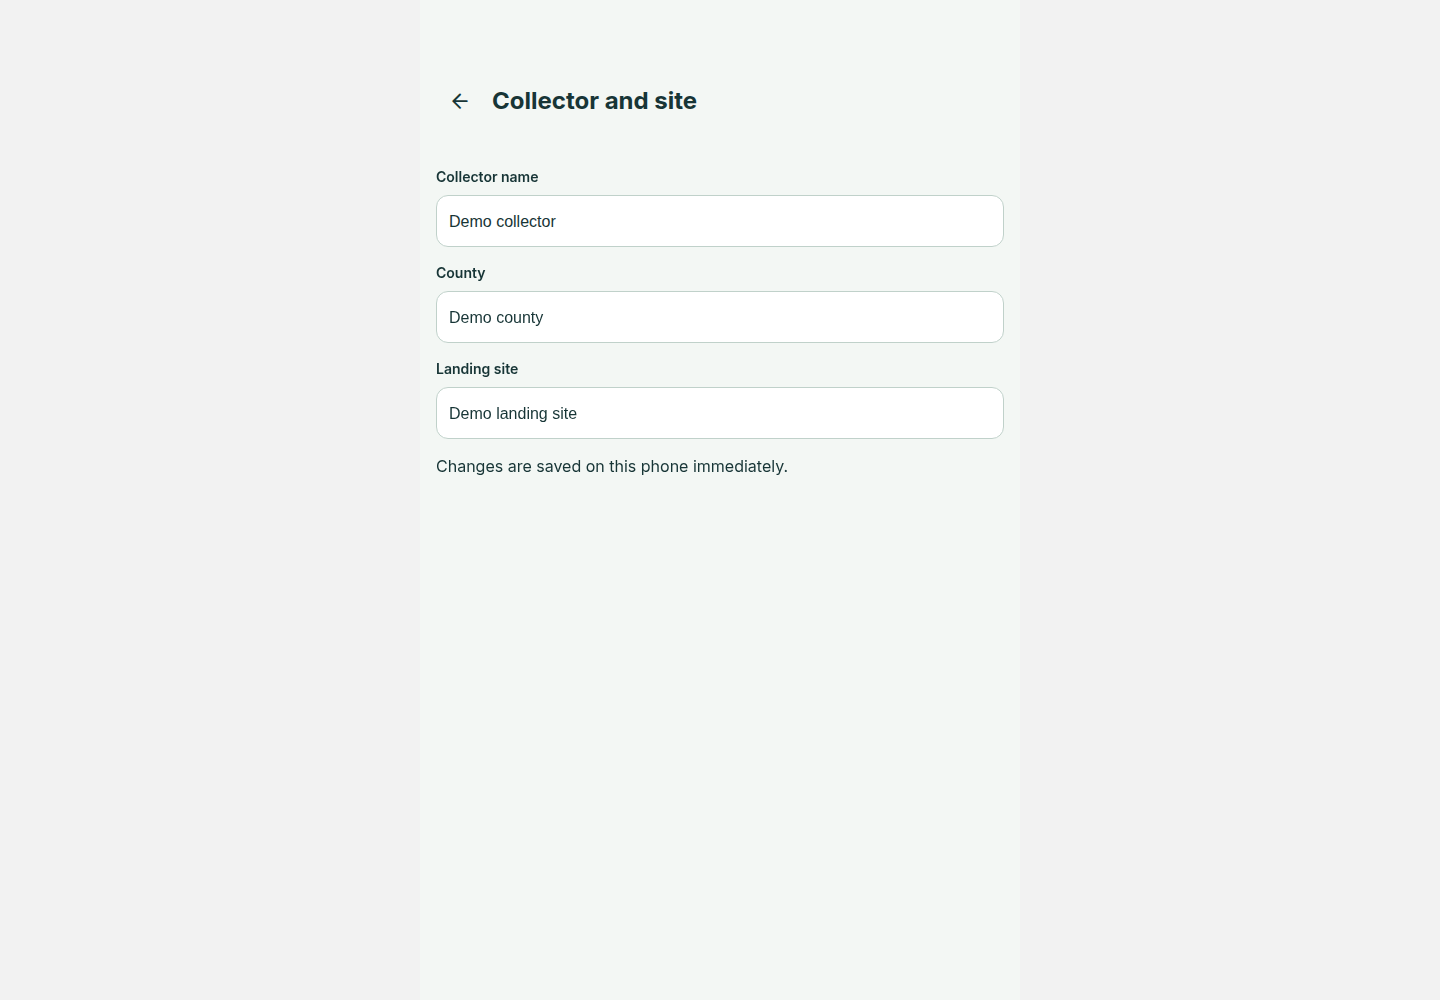 Collector and site
Collector name
Demo collector
County
Demo county
Landing site
Demo landing site
Changes are saved on this phone immediately.